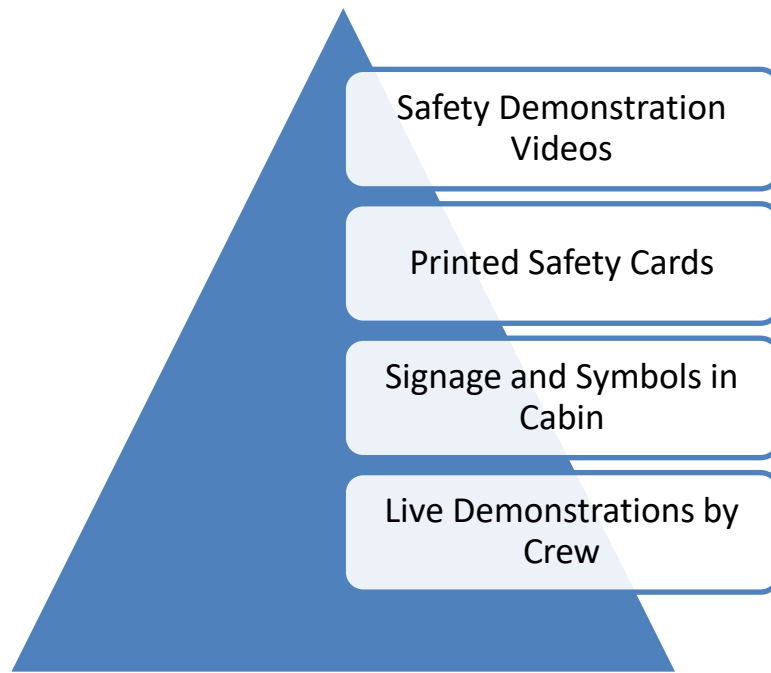 Safety Demonstration
Videos
Printed Safety Cards
Signage and Symbols in
Cabin
Live Demonstrations by
Crew